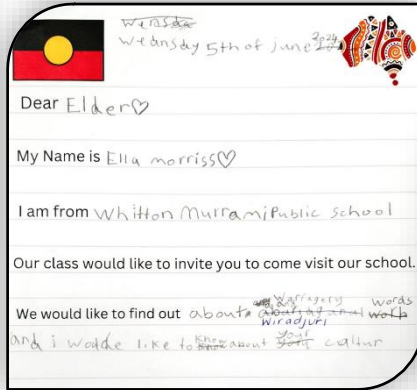 Wednsday 5th of june 2024
Dear Elder♡
My Name is Ella morriss♡
I am from Whitton Murrami Public school
Our class would like to invite you to come visit our school.
We would like to find out about wiradjuri words
and i woude like to know about your caltur